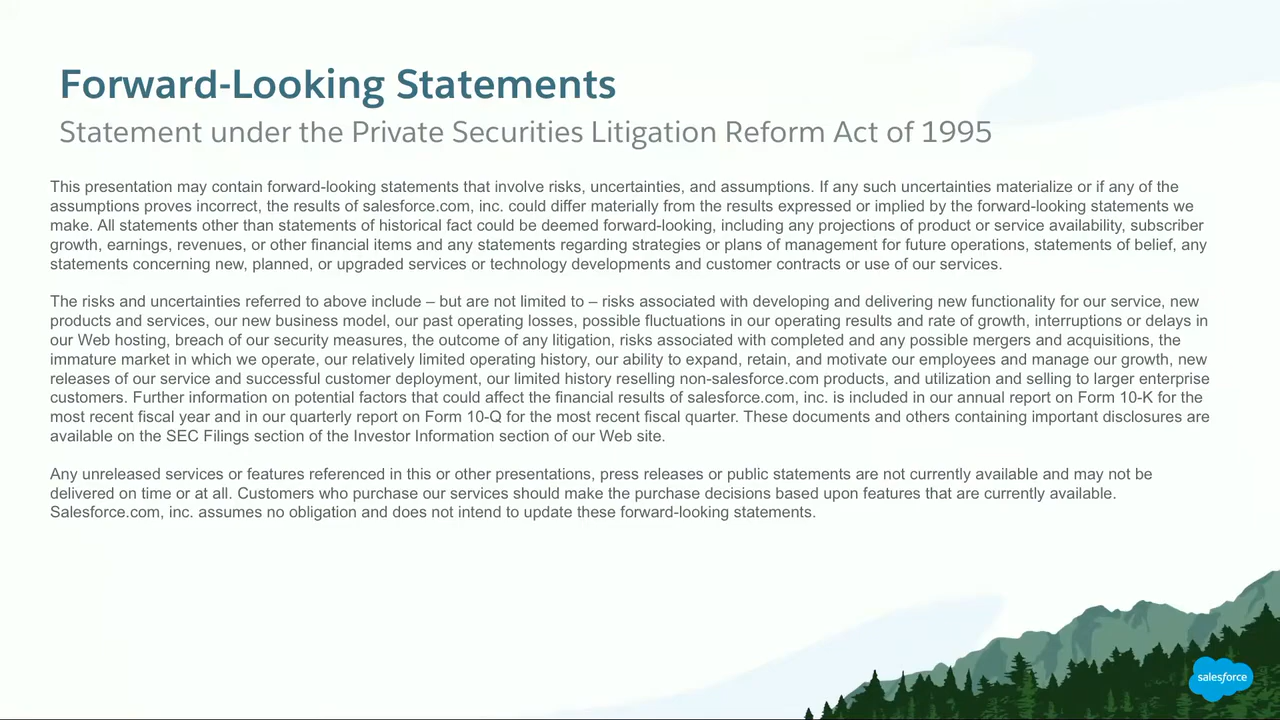 Forward-Looking Statements
Statement under the Private Securities Litigation Reform Act of 1995
This presentation may contain forward-looking statements that involve risks, uncertainties, and assumptions. If any such uncertainties materialize or if any of the
assumptions proves incorrect, the results of salesforce.com, inc. could differ materially from the results expressed or implied by the forward-looking statements we
make. All statements other than statements of historical fact could be deemed forward-looking, including any projections of product or service availability, subscriber
growth, earnings, revenues, or other financial items and any statements regarding strategies or plans of management for future operations, statements of belief, any
statements concerning new, planned, or upgraded services or technology developments and customer contracts or use of our services.
The risks and uncertainties referred to above include – but are not limited to – risks associated with developing and delivering new functionality for our service, new
products and services, our new business model, our past operating losses, possible fluctuations in our operating results and rate of growth, interruptions or delays in
our Web hosting, breach of our security measures, the outcome of any litigation, risks associated with completed and any possible mergers and acquisitions, the
immature market in which we operate, our relatively limited operating history, our ability to expand, retain, and motivate our employees and manage our growth, new
releases of our service and successful customer deployment, our limited history reselling non-salesforce.com products, and utilization and selling to larger enterprise
customers. Further information on potential factors that could affect the financial results of salesforce.com, inc. is included in our annual report on Form 10-K for the
most recent fiscal year and in our quarterly report on Form 10-Q for the most recent fiscal quarter. These documents and others containing important disclosures are
available on the SEC Filings section of the Investor Information section of our Web site.
Any unreleased services or features referenced in this or other presentations, press releases or public statements are not currently available and may not be
delivered on time or at all. Customers who purchase our services should make the purchase decisions based upon features that are currently available.
Salesforce.com, inc. assumes no obligation and does not intend to update these forward-looking statements.
salesforce